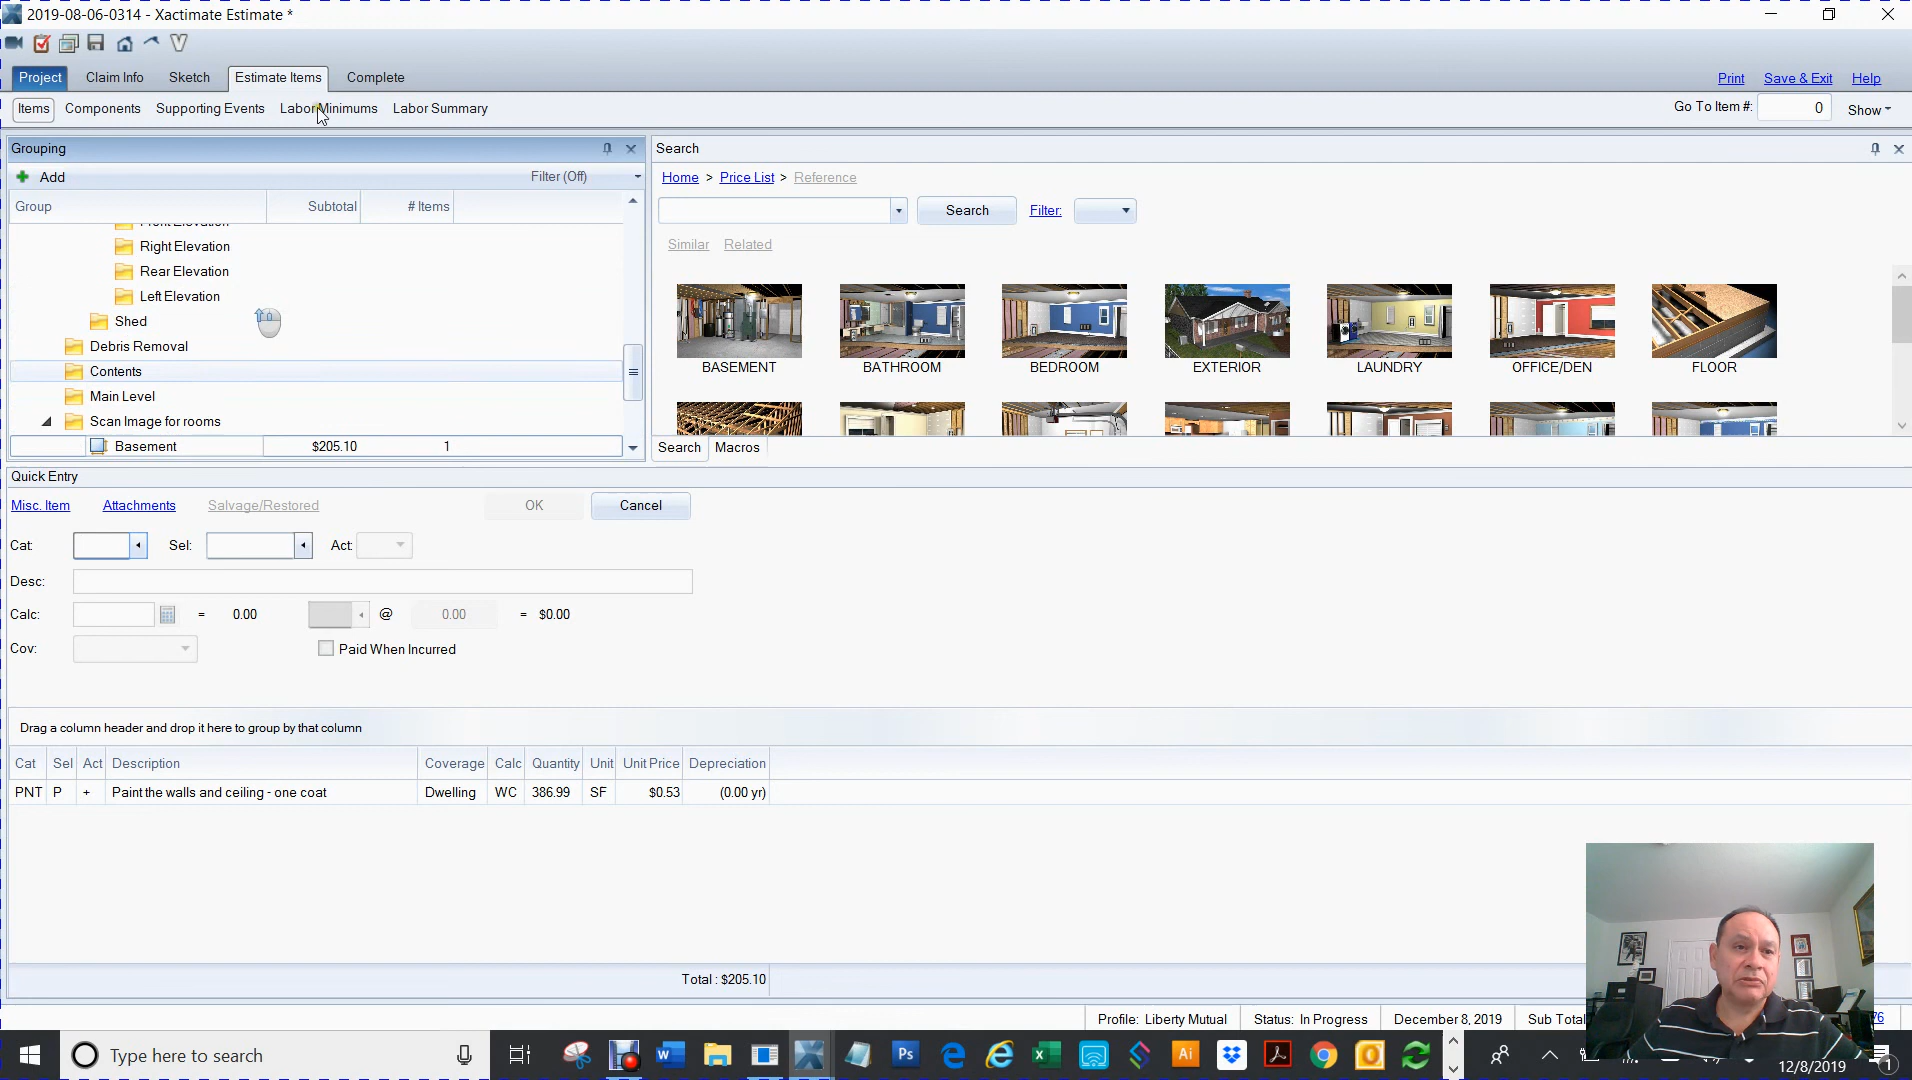 2019-08-06-0314 - Xactimate Estimate *
Project Claim Info Sketch Estimate Items Complete Print Save & Exit Help
Items Components Supporting Events Labor Minimums Labor Summary Go To Item #: 0 Show
Grouping
Search
Add Filter (Off)
Home > Price List > Reference
Group Subtotal # Items
Search Filter:
Similar Related
Front Elevation
Right Elevation
Rear Elevation
Left Elevation
Shed
Debris Removal
Contents
Main Level
Scan Image for rooms
Basement $205.10 1
BASEMENT BATHROOM BEDROOM EXTERIOR LAUNDRY OFFICE/DEN FLOOR
Search Macros
Quick Entry
Misc. Item Attachments Salvage/Restored OK Cancel
Cat: Sel: Act:
Desc:
Calc: = 0.00 @ 0.00 = $0.00
Cov: Paid When Incurred
Drag a column header and drop it here to group by that column
Cat Sel Act Description Coverage Calc Quantity Unit Unit Price Depreciation
PNT P + Paint the walls and ceiling - one coat Dwelling WC 386.99 SF $0.53 (0.00 yr)
Total : $205.10
Profile: Liberty Mutual Status: In Progress December 8, 2019 Sub Total 76
Type here to search
Ps
Ai
12/8/2019
1